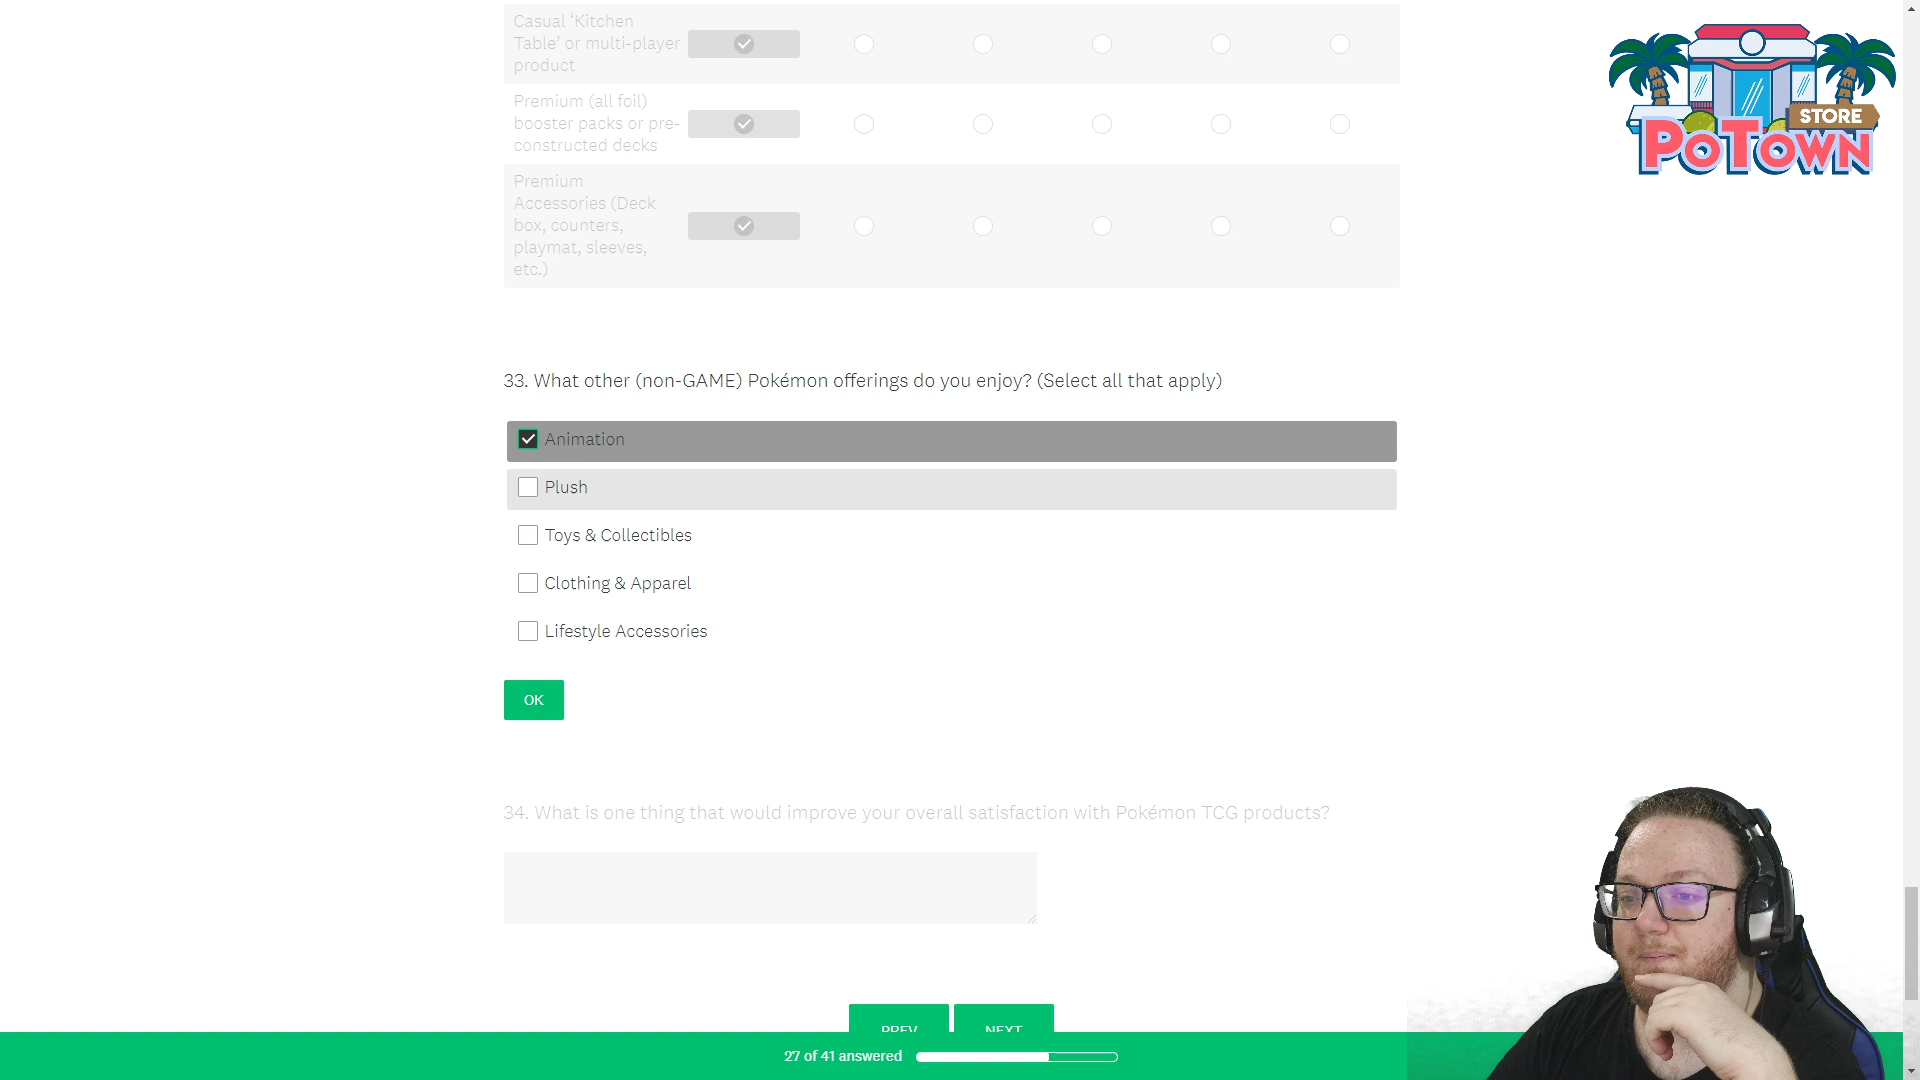 Casual ‘Kitchen
Table’ or multi-player
product
Premium (all foil)
booster packs or pre-
constructed decks
Premium
Accessories (Deck
box, counters,
playmat, sleeves,
etc.)
STORE
POTOWN
33. What other (non-GAME) Pokémon offerings do you enjoy? (Select all that apply)
Animation
Plush
Toys & Collectibles
Clothing & Apparel
Lifestyle Accessories
OK
34. What is one thing that would improve your overall satisfaction with Pokémon TCG products?
PREV NEXT
27 of 41 answered